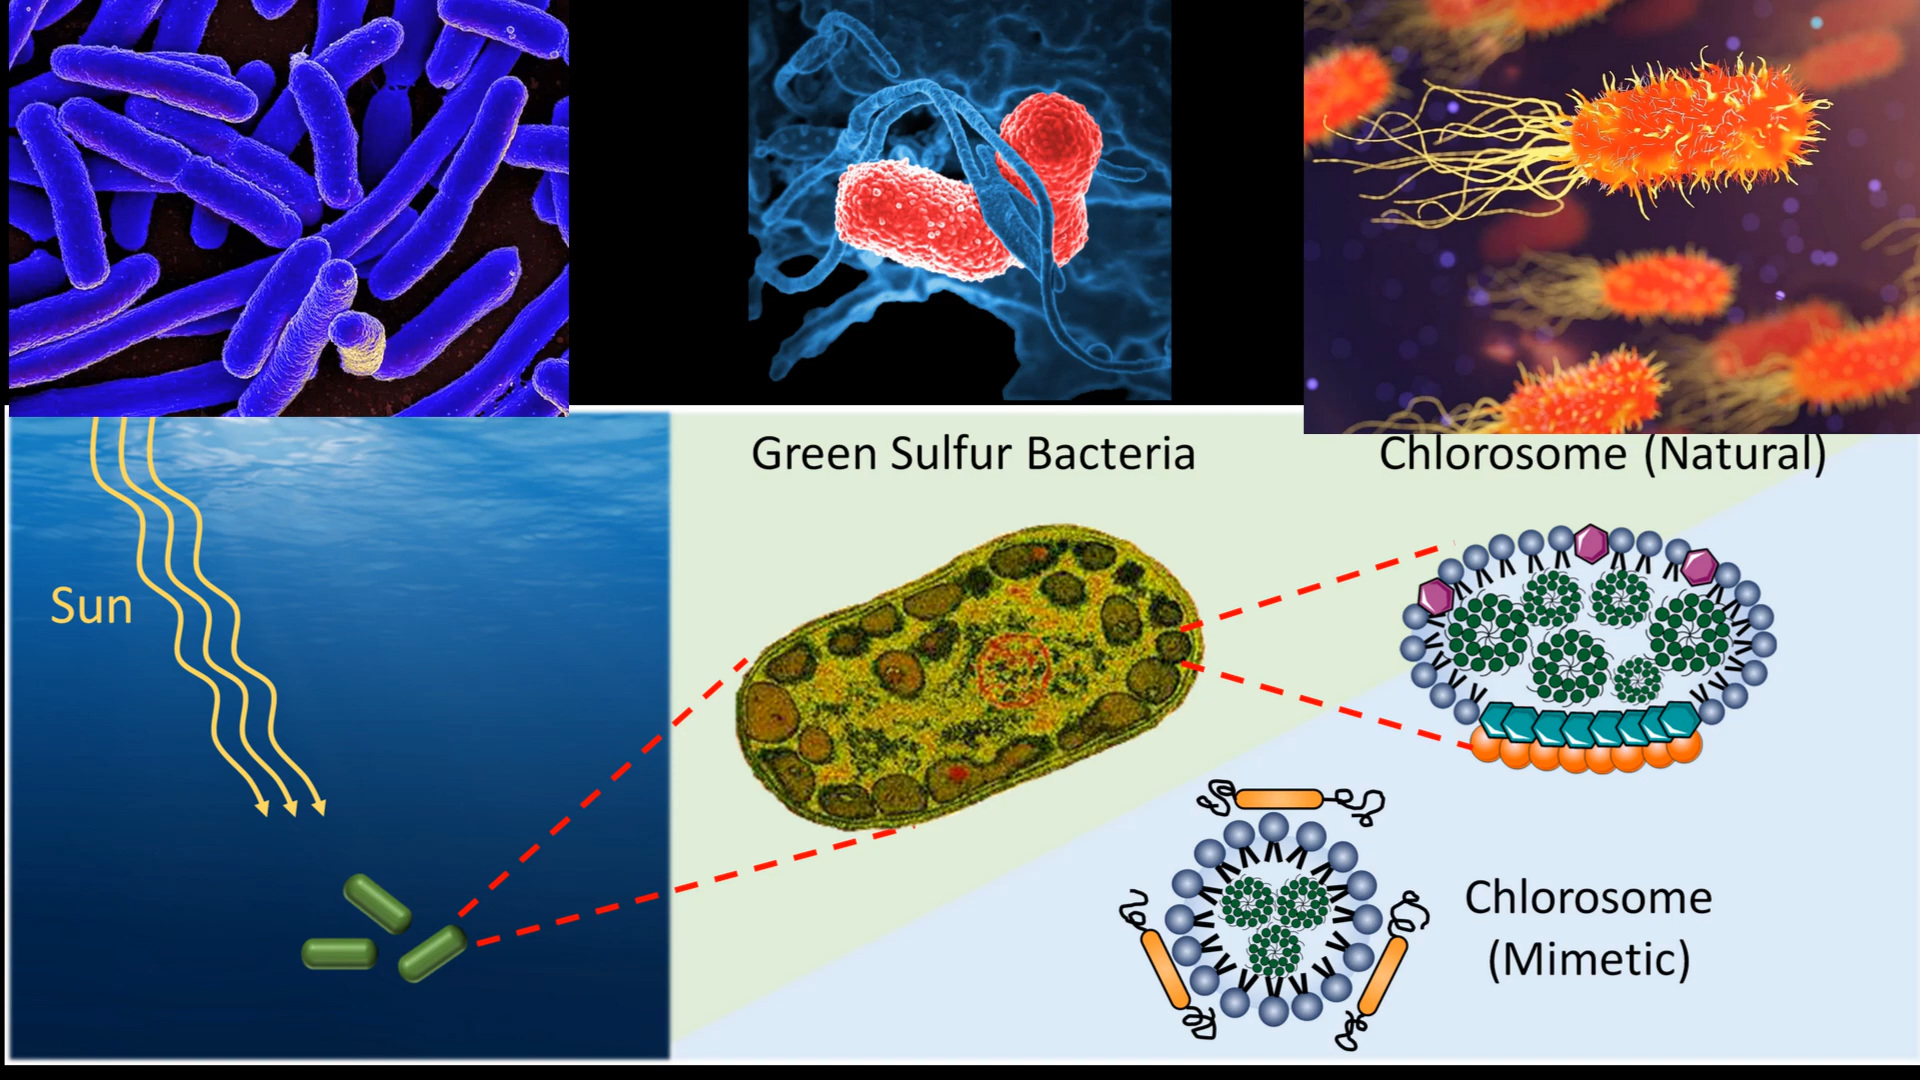 Green Sulfur Bacteria
Chlorosome (Natural)
Sun
Chlorosome
(Mimetic)